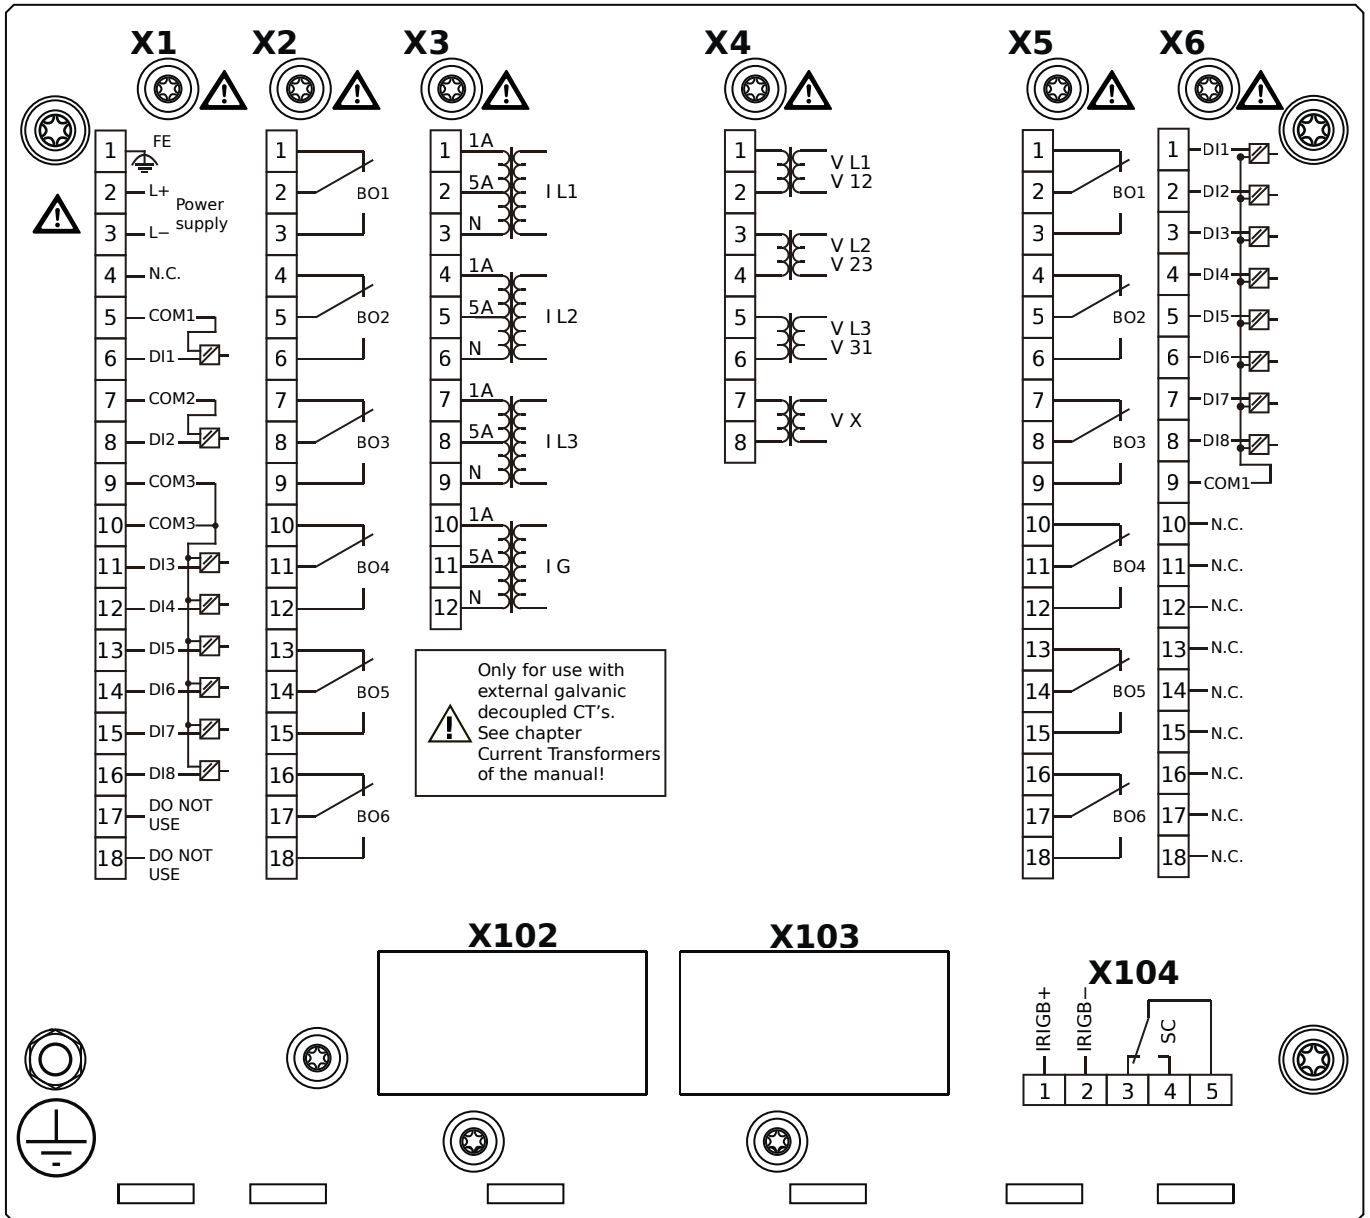 X1
X2
X3
X4
X5
X6
1 FE
2 L+
Power
supply
3 L−
4 N.C.
5 COM1
6 DI1
7 COM2
8 DI2
9 COM3
10 COM3
11 DI3
12 DI4
13 DI5
14 DI6
15 DI7
16 DI8
17 DO NOT
USE
18 DO NOT
USE
1
2 BO1
3
4
5 BO2
6
7
8 BO3
9
10
11 BO4
12
13
14 BO5
15
16
17 BO6
18
1 1A
2 5A I L1
3 N
4 1A
5 5A I L2
6 N
7 1A
8 5A I L3
9 N
10 1A
11 5A I G
12 N
Only for use with
external galvanic
decoupled CT's.
See chapter
Current Transformers
of the manual!
1 V L1
2 V 12
3 V L2
4 V 23
5 V L3
6 V 31
7 V X
8
1
2 BO1
3
4
5 BO2
6
7
8 BO3
9
10
11 BO4
12
13
14 BO5
15
16
17 BO6
18
1 DI1
2 DI2
3 DI3
4 DI4
5 DI5
6 DI6
7 DI7
8 DI8
9 COM1
10 N.C.
11 N.C.
12 N.C.
13 N.C.
14 N.C.
15 N.C.
16 N.C.
17 N.C.
18 N.C.
X102
X103
X104
IRIGB+
IRIGB−
SC
1 2 3 4 5